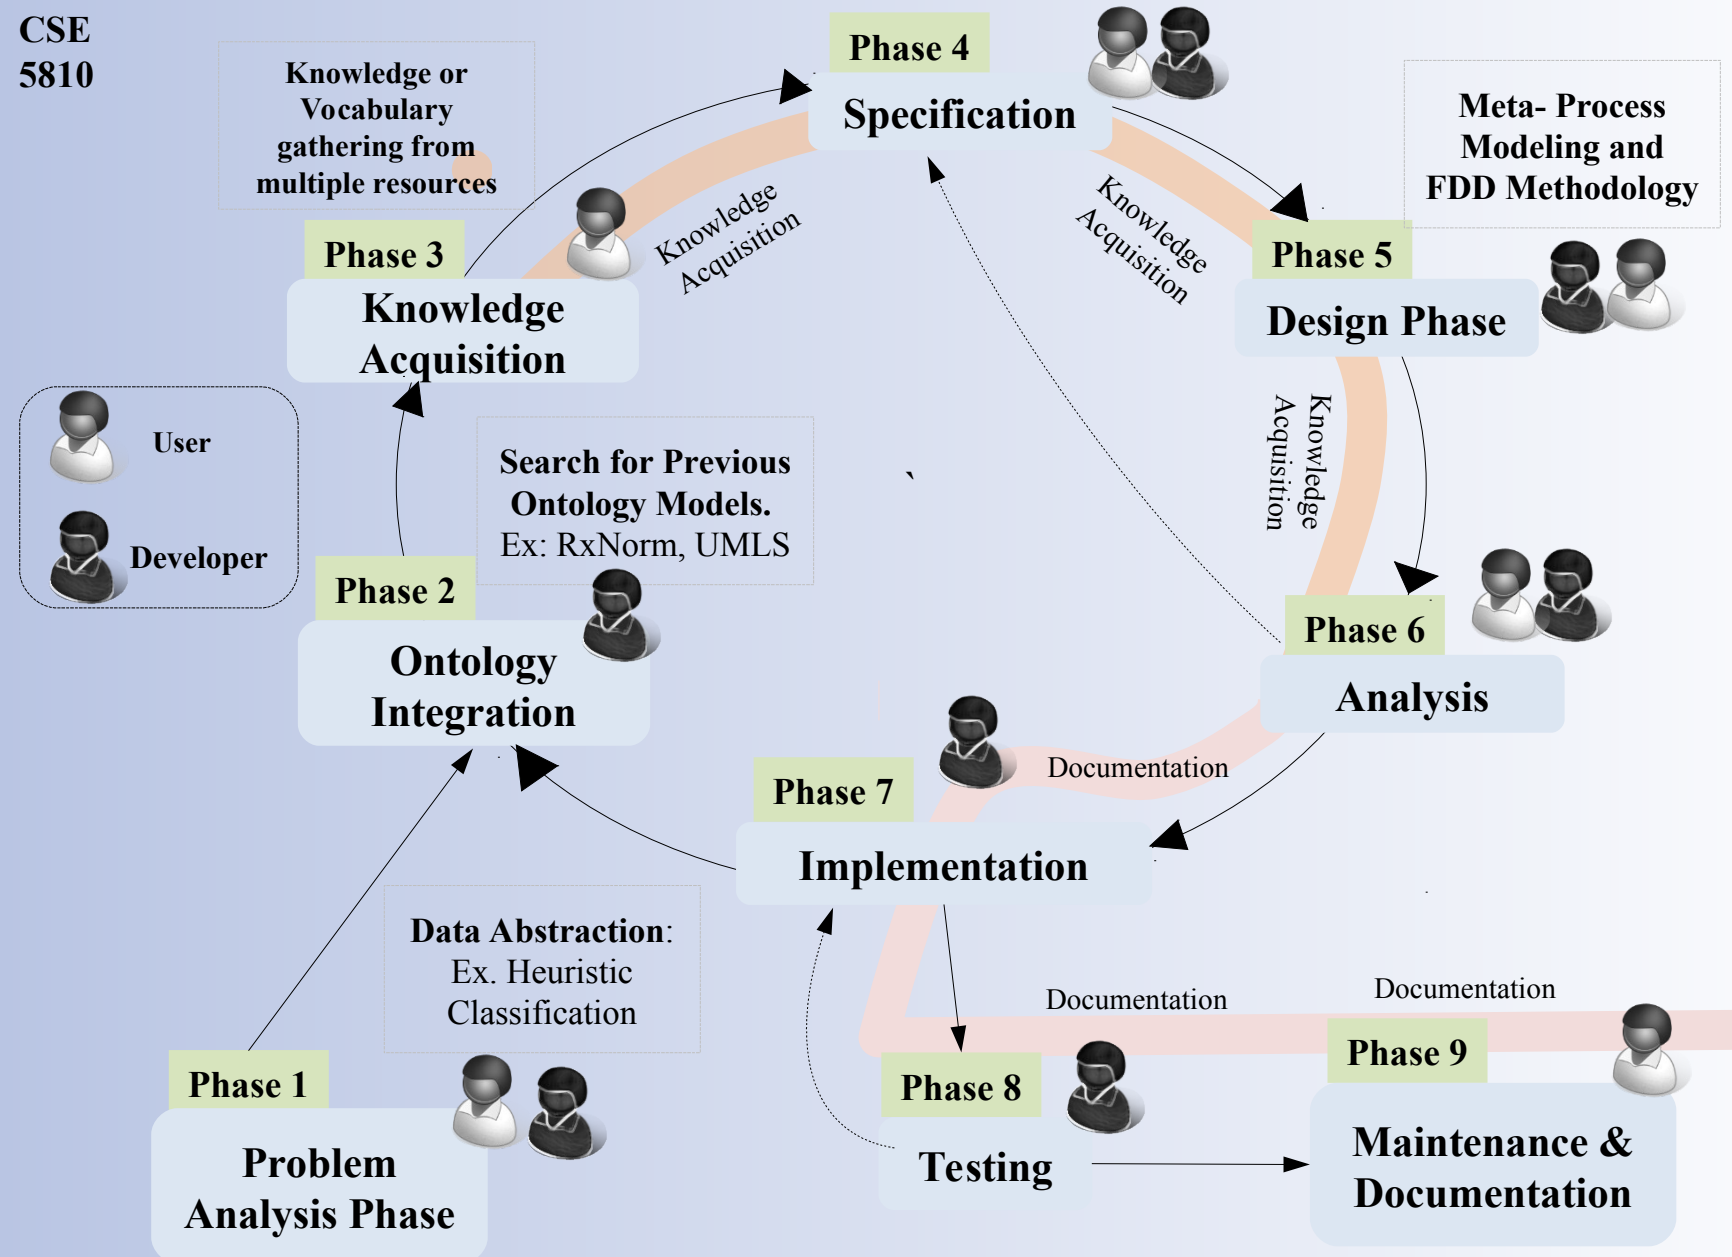 CSE
5810
Knowledge or
Vocabulary
gathering from
multiple resources
Phase 4
Specification
Meta- Process
Modeling and
FDD Methodology
Phase 3
Knowledge
Acquisition
Knowledge
Acquisition
Knowledge
Acquisition
Phase 5
Design Phase
User
Developer
Search for Previous
Ontology Models.
Ex: RxNorm, UMLS
`
Knowledge
Acquisition
Phase 2
Ontology
Integration
Phase 6
Analysis
Documentation
Phase 7
Implementation
Data Abstraction:
Ex. Heuristic
Classification
Documentation
Documentation
Phase 1
Problem
Analysis Phase
Phase 8
Testing
Phase 9
Maintenance &
Documentation